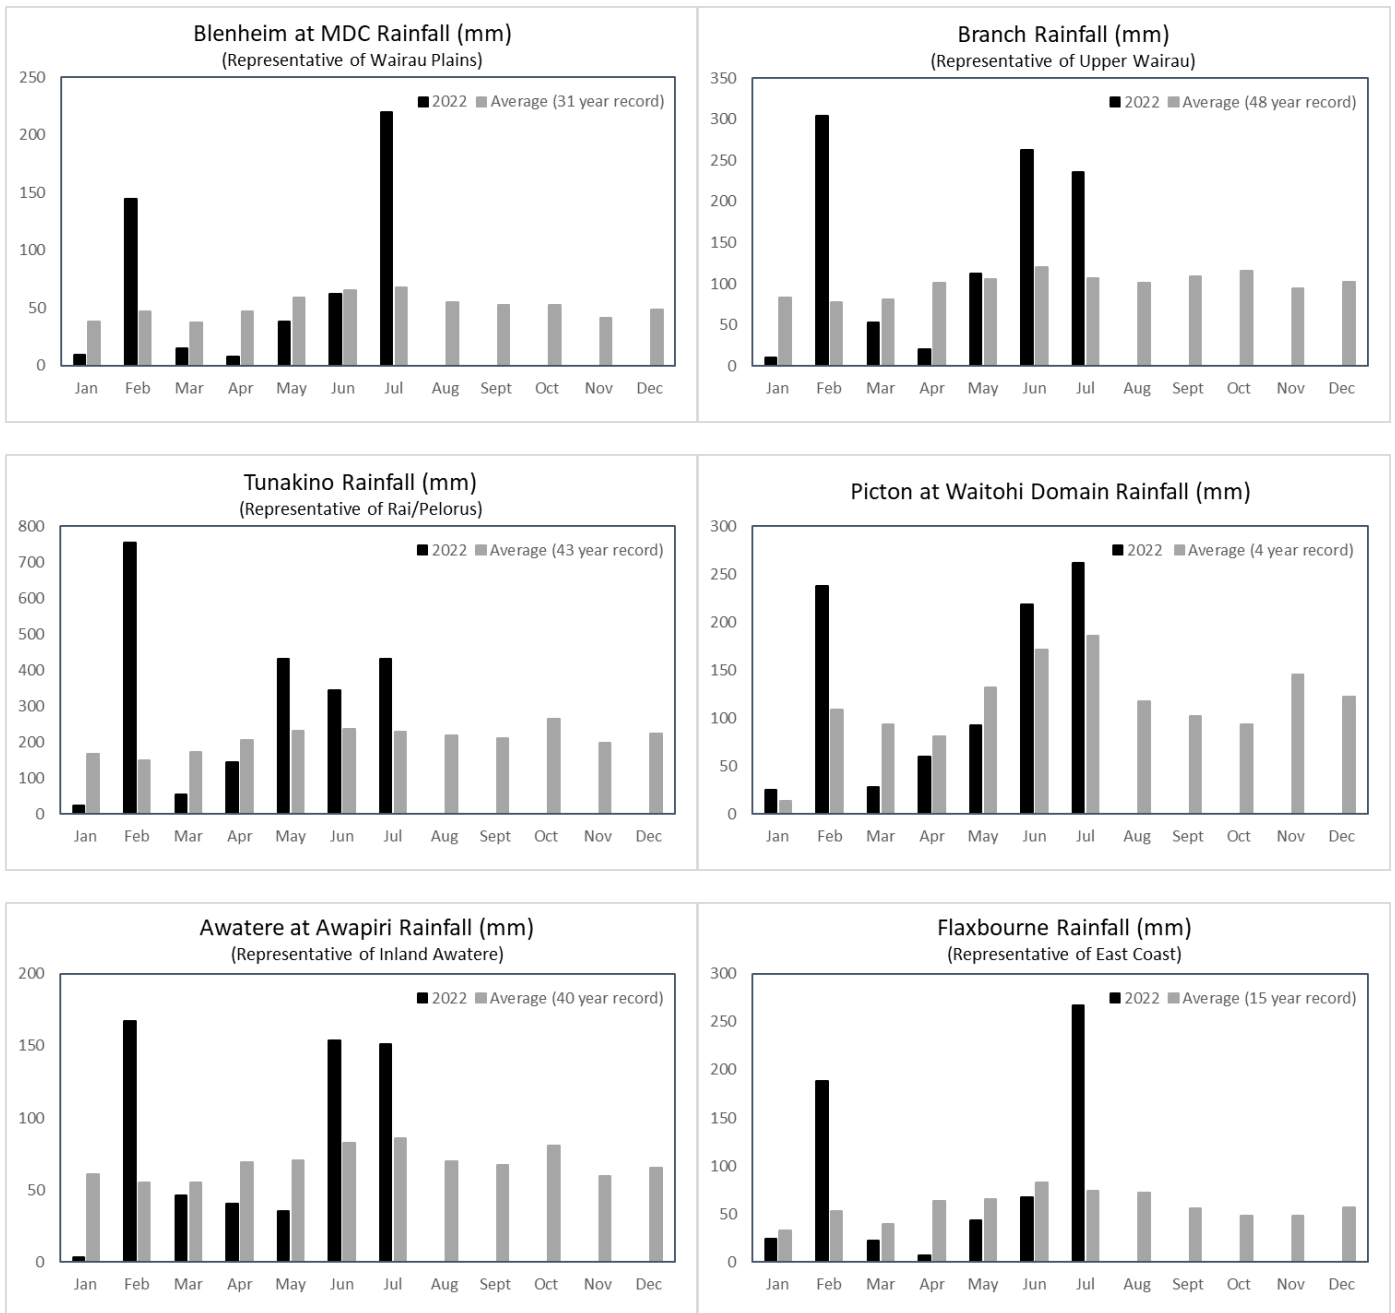 Blenheim at MDC Rainfall (mm)
(Representative of Wairau Plains)
2022 Average (31 year record)
250
200
150
100
50
0
Jan Feb Mar Apr May Jun Jul Aug Sept Oct Nov Dec
Branch Rainfall (mm)
(Representative of Upper Wairau)
2022 Average (48 year record)
350
300
250
200
150
100
50
0
Jan Feb Mar Apr May Jun Jul Aug Sept Oct Nov Dec
Tunakino Rainfall (mm)
(Representative of Rai/Pelorus)
2022 Average (43 year record)
800
700
600
500
400
300
200
100
0
Jan Feb Mar Apr May Jun Jul Aug Sept Oct Nov Dec
Picton at Waitohi Domain Rainfall (mm)
2022 Average (4 year record)
300
250
200
150
100
50
0
Jan Feb Mar Apr May Jun Jul Aug Sept Oct Nov Dec
Awatere at Awapiri Rainfall (mm)
(Representative of Inland Awatere)
2022 Average (40 year record)
200
150
100
50
0
Jan Feb Mar Apr May Jun Jul Aug Sept Oct Nov Dec
Flaxbourne Rainfall (mm)
(Representative of East Coast)
2022 Average (15 year record)
300
250
200
150
100
50
0
Jan Feb Mar Apr May Jun Jul Aug Sept Oct Nov Dec